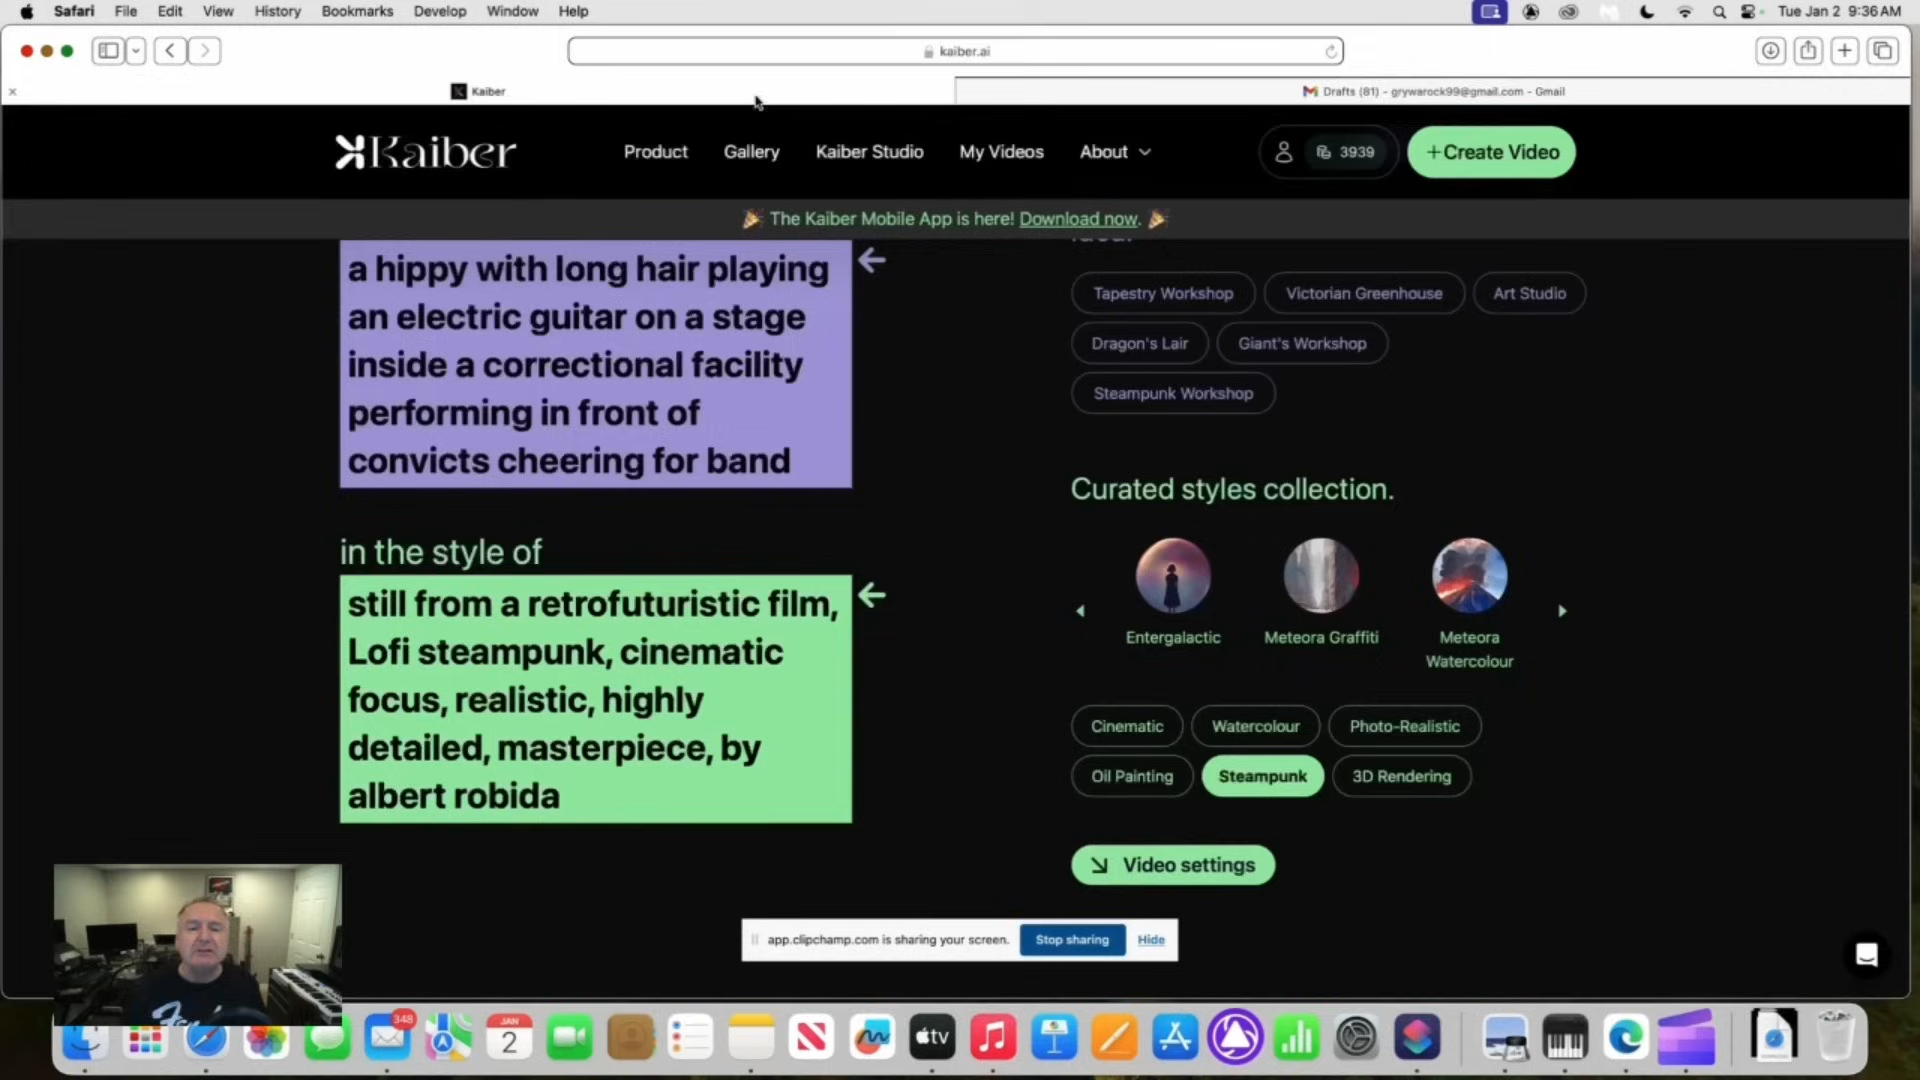 Safari File Edit View History Bookmarks Develop Window Help
Tue Jan 2 9:36 AM
kaiber.ai
Kaiber
Drafts (81) - grywarock99@gmail.com - Gmail
Kaiber
Product Gallery Kaiber Studio My Videos About
3939
+Create Video
The Kaiber Mobile App is here! Download now.
a hippy with long hair playing
an electric guitar on a stage
inside a correctional facility
performing in front of
convicts cheering for band
Tapestry Workshop Victorian Greenhouse Art Studio
Dragon's Lair Giant's Workshop
Steampunk Workshop
in the style of
still from a retrofuturistic film,
Lofi steampunk, cinematic
focus, realistic, highly
detailed, masterpiece, by
albert robida
Curated styles collection.
Entergalactic Meteora Graffiti Meteora
Watercolour
Cinematic Watercolour Photo-Realistic
Oil Painting Steampunk 3D Rendering
Video settings
app.clipchamp.com is sharing your screen. Stop sharing Hide
348
JAN
2
tv